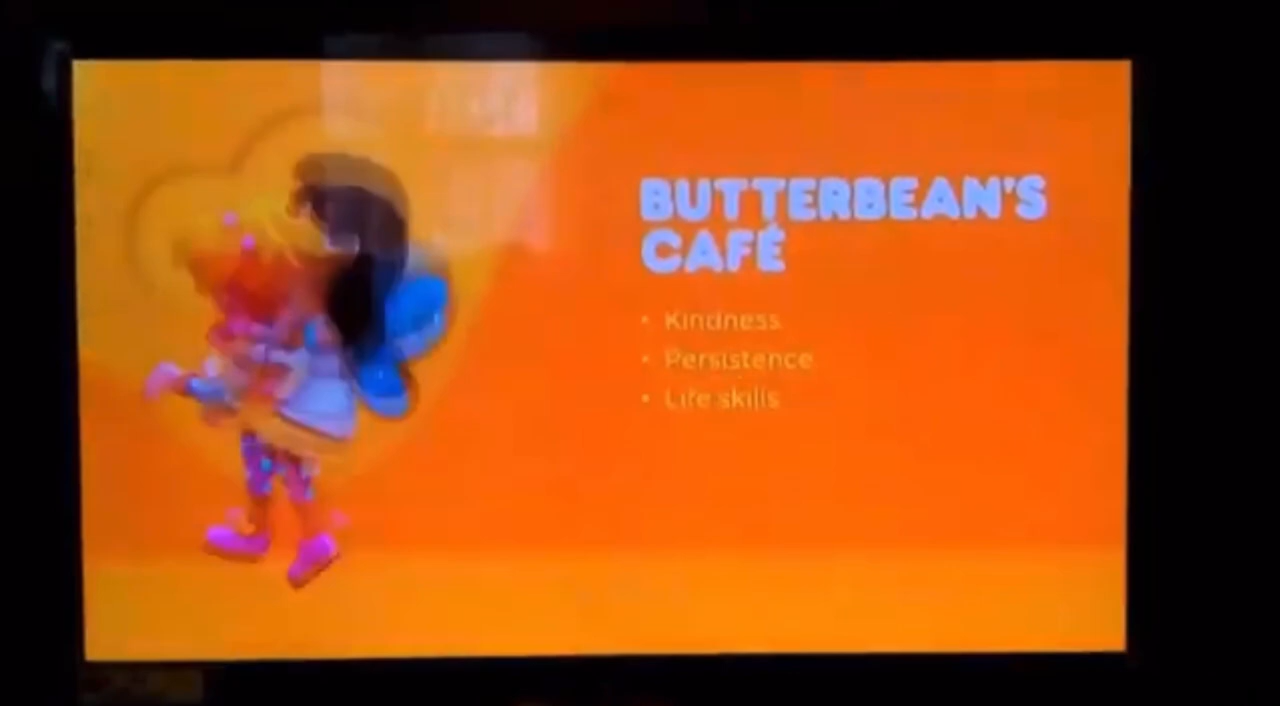 BUTTERBEAN'S
CAFÉ
• Kindness
• Persistence
• Life skills